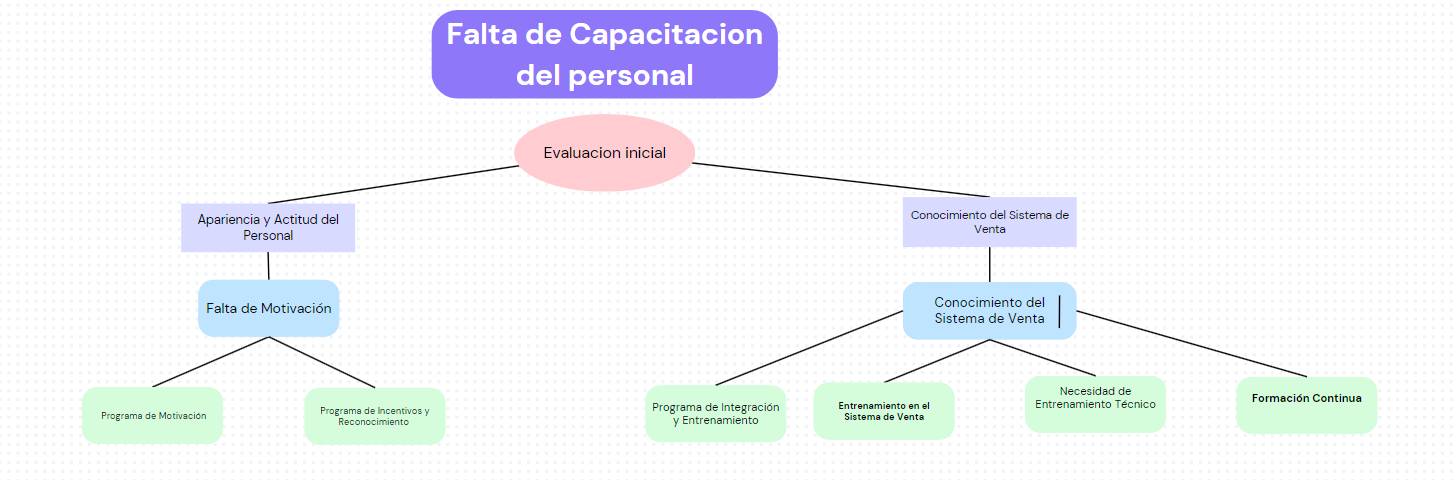 Falta de Capacitacion
del personal
Evaluacion inicial
Apariencia y Actitud del
Personal
Conocimiento del Sistema de
Venta
Falta de Motivación
Conocimiento del
Sistema de Venta
Programa de Motivación
Programa de Incentivos y
Reconocimiento
Programa de Integración
y Entrenamiento
Entrenamiento en el
Sistema de Venta
Necesidad de
Entrenamiento Técnico
Formación Continua